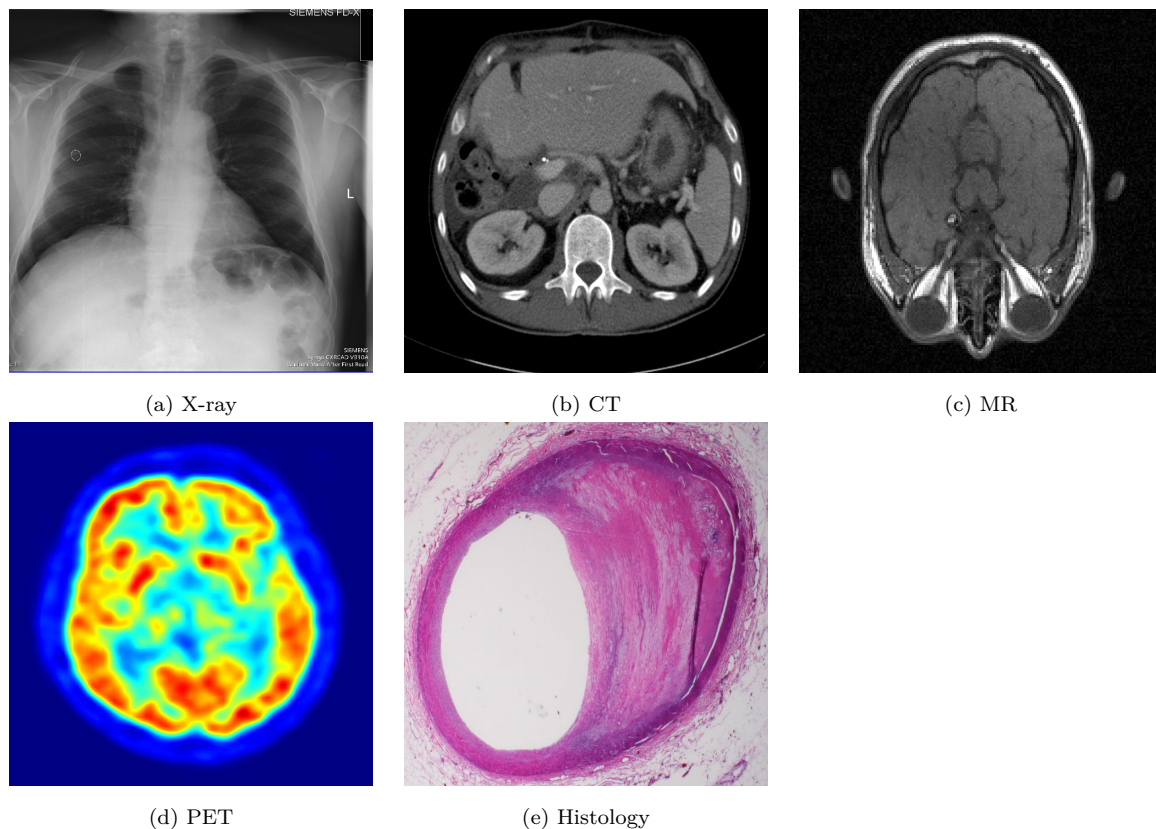 SIEMENS FD-X
L
SIEMENS
(a) X-ray
(b) CT
(c) MR
(d) PET
(e) Histology